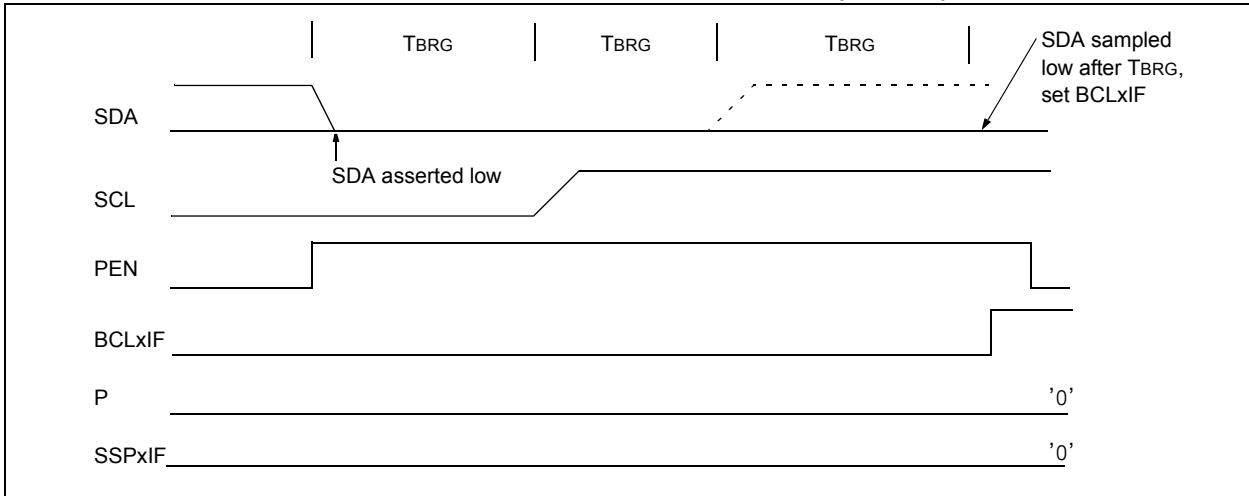 TBRG TBRG TBRG
SDA sampled
low after TBRG,
set BCLxIF
SDA
SDA asserted low
SCL
PEN
BCLxIF
P '0'
SSPxIF '0'